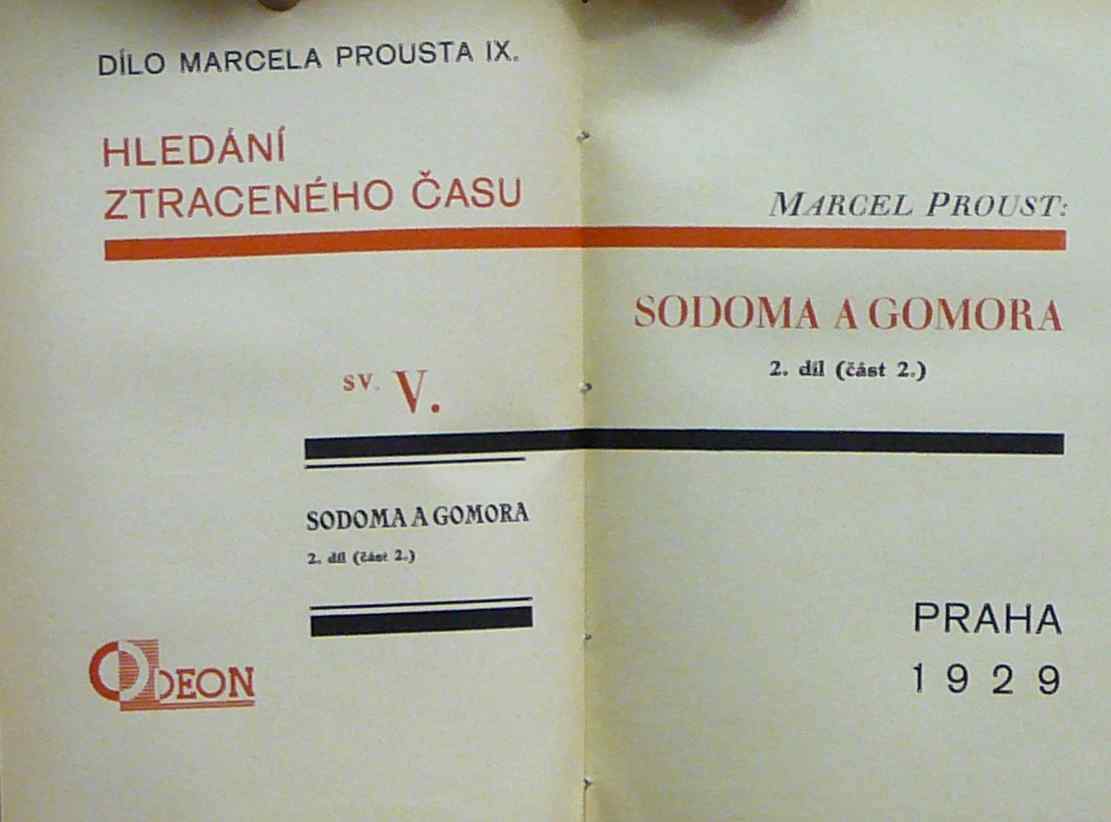 DÍLO MARCELA PROUSTA IX.
HLEDÁNÍ
ZTRACENÉHO ČASU
sv. V.
SODOMA A GOMORA
2. díl (část 2.)
ODEON
MARCEL PROUST:
SODOMA A GOMORA
2. díl (část 2.)
PRAHA
1929